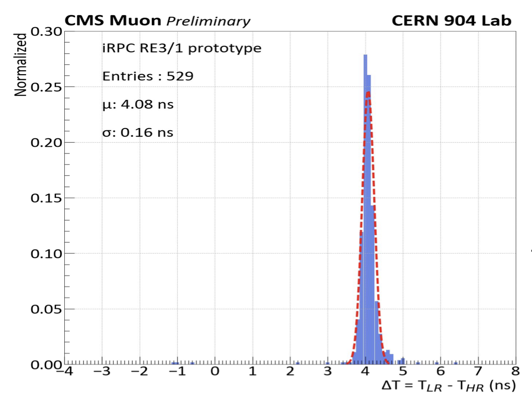 CMS Muon Preliminary CERN 904 Lab
Normalized
iRPC RE3/1 prototype
Entries : 529
μ: 4.08 ns
σ: 0.16 ns
0.30
0.25
0.20
0.15
0.10
0.05
0.00
−4 −3 −2 −1 0 1 2 3 4 5 6 7 8
ΔT = T_LR - T_HR (ns)